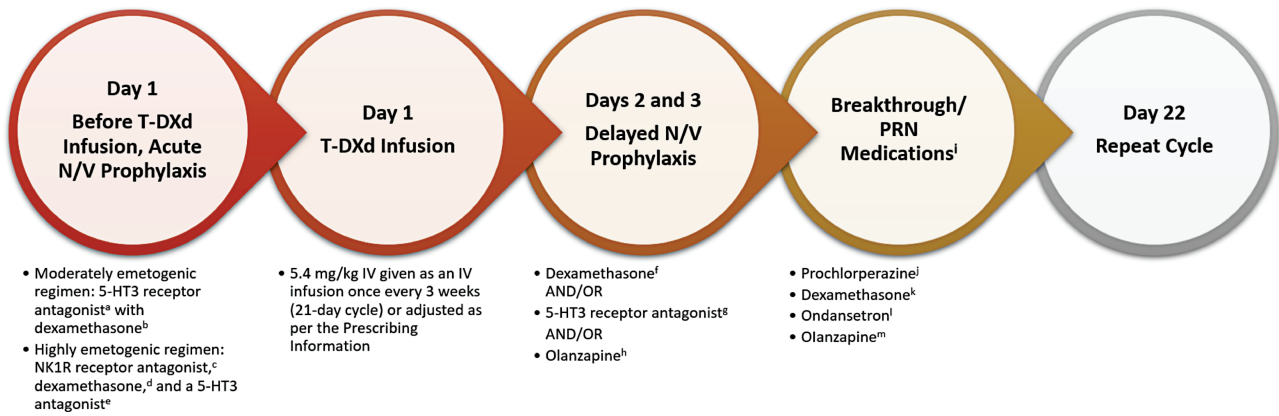 Day 1
Before T-DXd
Infusion, Acute
N/V Prophylaxis
Day 1
T-DXd Infusion
Days 2 and 3
Delayed N/V
Prophylaxis
Breakthrough/
PRN
Medicationsⁱ
Day 22
Repeat Cycle
• Moderately emetogenic
regimen: 5-HT3 receptor
antagonistᵃ with
dexamethasoneᵇ
• Highly emetogenic regimen:
NK1R receptor antagonist,ᶜ
dexamethasone,ᵈ and a 5-HT3
antagonistᵉ
• 5.4 mg/kg IV given as an IV
infusion once every 3 weeks
(21-day cycle) or adjusted as
per the Prescribing
Information
• Dexamethasoneᶠ
AND/OR
• 5-HT3 receptor antagonistᵍ
AND/OR
• Olanzapineʰ
• Prochlorperazineʲ
• Dexamethasoneᵏ
• Ondansetronˡ
• Olanzapineᵐ